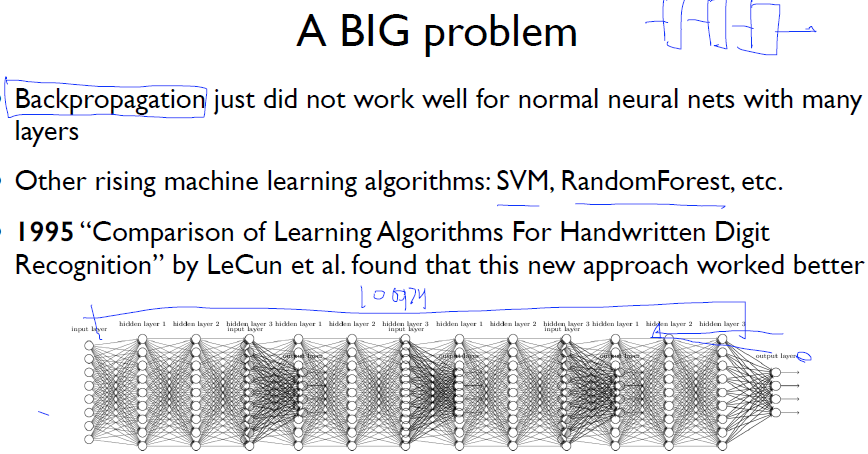 A BIG problem
Backpropagation just did not work well for normal neural nets with many
layers
Other rising machine learning algorithms: SVM, RandomForest, etc.
1995 “Comparison of Learning Algorithms For Handwritten Digit
Recognition” by LeCun et al. found that this new approach worked better
hidden layer 1 hidden layer 2 hidden layer 3 hidden layer 1 hidden layer 2 hidden layer 3 hidden layer 1 hidden layer 2 hidden layer 3 hidden layer 1 hidden layer 2 hidden layer 3
input layer input layer input layer input layer
output layer output layer output layer output layer